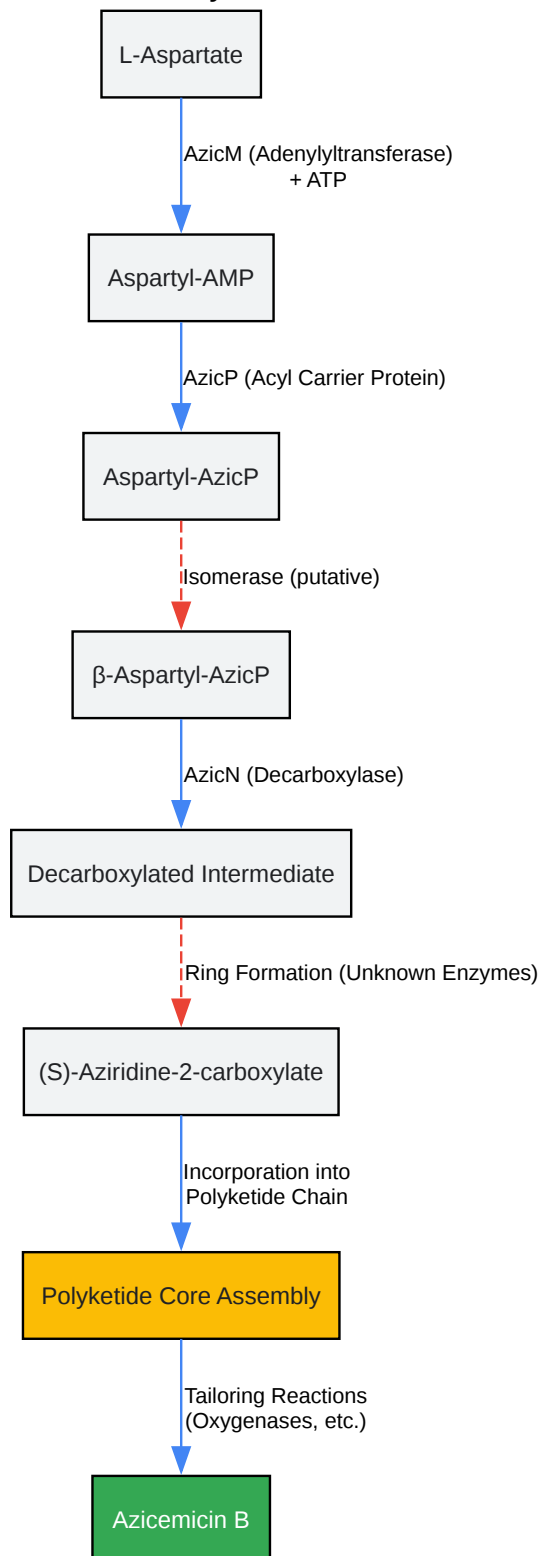 L-Aspartate
AzicM (Adenylyltransferase)
+ ATP
Aspartyl-AMP
AzicP (Acyl Carrier Protein)
Aspartyl-AzicP
Isomerase (putative)
β-Aspartyl-AzicP
AzicN (Decarboxylase)
Decarboxylated Intermediate
Ring Formation (Unknown Enzymes)
(S)-Aziridine-2-carboxylate
Incorporation into
Polyketide Chain
Polyketide Core Assembly
Tailoring Reactions
(Oxygenases, etc.)
Azicemicin B